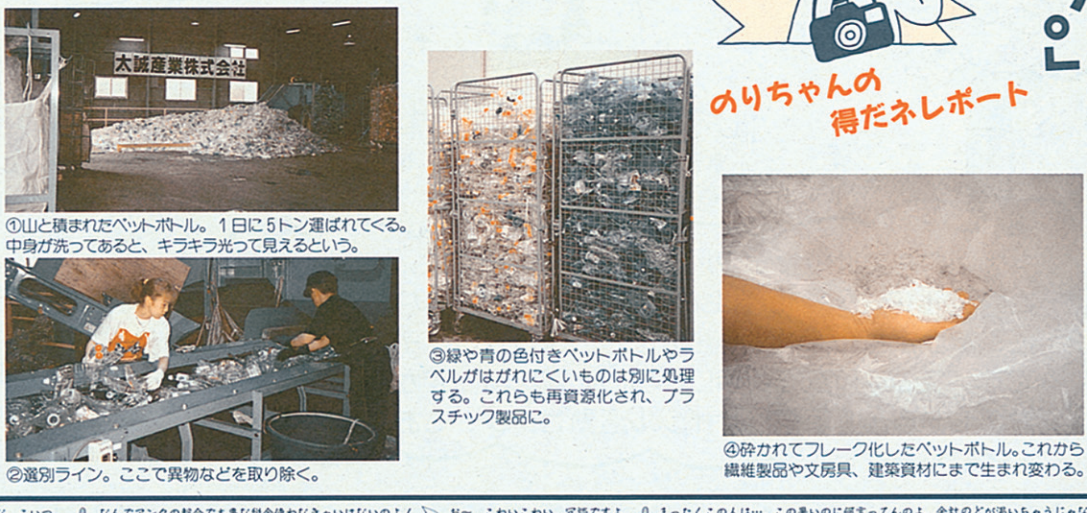 太誠産業株式会社
①山と積まれたペットボトル。1日に5トン運ばれてくる。
中身が洗ってあると、キラキラ光って見えるという。
②選別ライン。ここで異物などを取り除く。
③緑や青の色付きペットボトルやラ
ベルがはがれにくいものは別に処理
する。これらも再資源化され、プラ
スチック製品に。
のりちゃんの
得だネレポート
④砕かれてフレーク化したペットボトル。これから
繊維製品や文房具、建築資材にまで生まれ変わる。